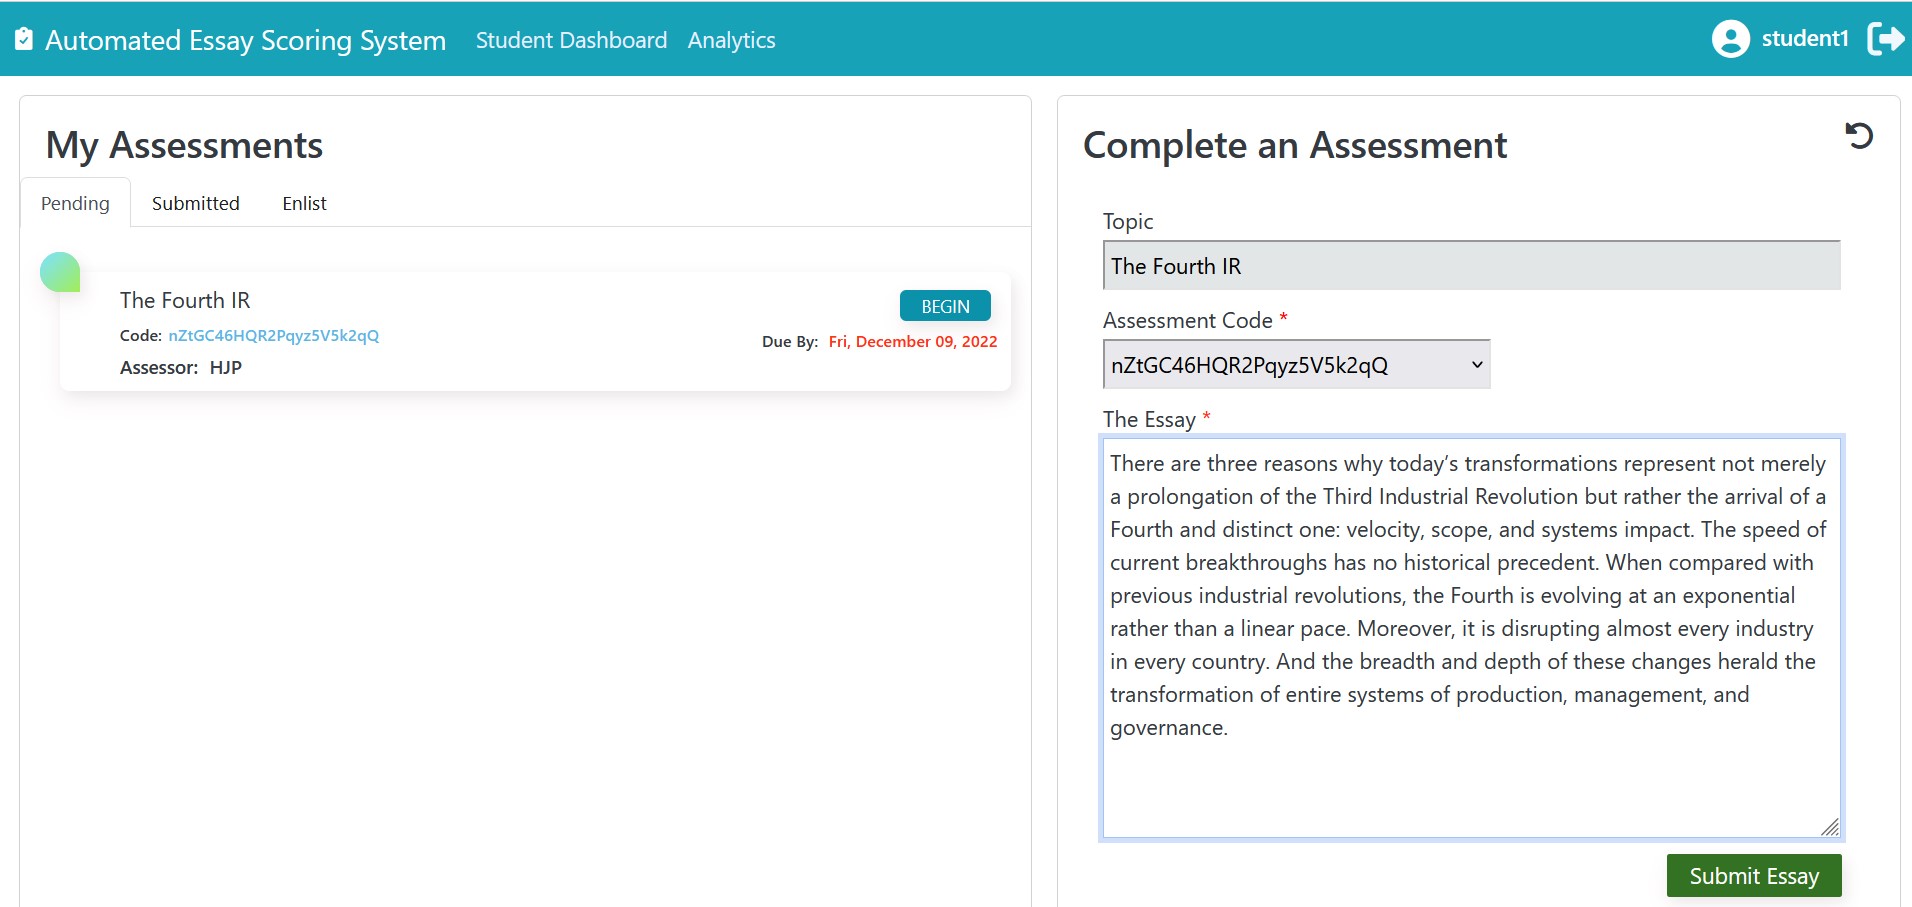 Automated Essay Scoring System Student Dashboard Analytics student1
My Assessments
Pending Submitted Enlist
The Fourth IR
BEGIN
Code: nZtGC46HQR2Pqyz5V5k2qQ
Due By: Fri, December 09, 2022
Assessor: HJP
Complete an Assessment
Topic
The Fourth IR
Assessment Code *
nZtGC46HQR2Pqyz5V5k2qQ
The Essay *
There are three reasons why today’s transformations represent not merely
a prolongation of the Third Industrial Revolution but rather the arrival of a
Fourth and distinct one: velocity, scope, and systems impact. The speed of
current breakthroughs has no historical precedent. When compared with
previous industrial revolutions, the Fourth is evolving at an exponential
rather than a linear pace. Moreover, it is disrupting almost every industry
in every country. And the breadth and depth of these changes herald the
transformation of entire systems of production, management, and
governance.
Submit Essay